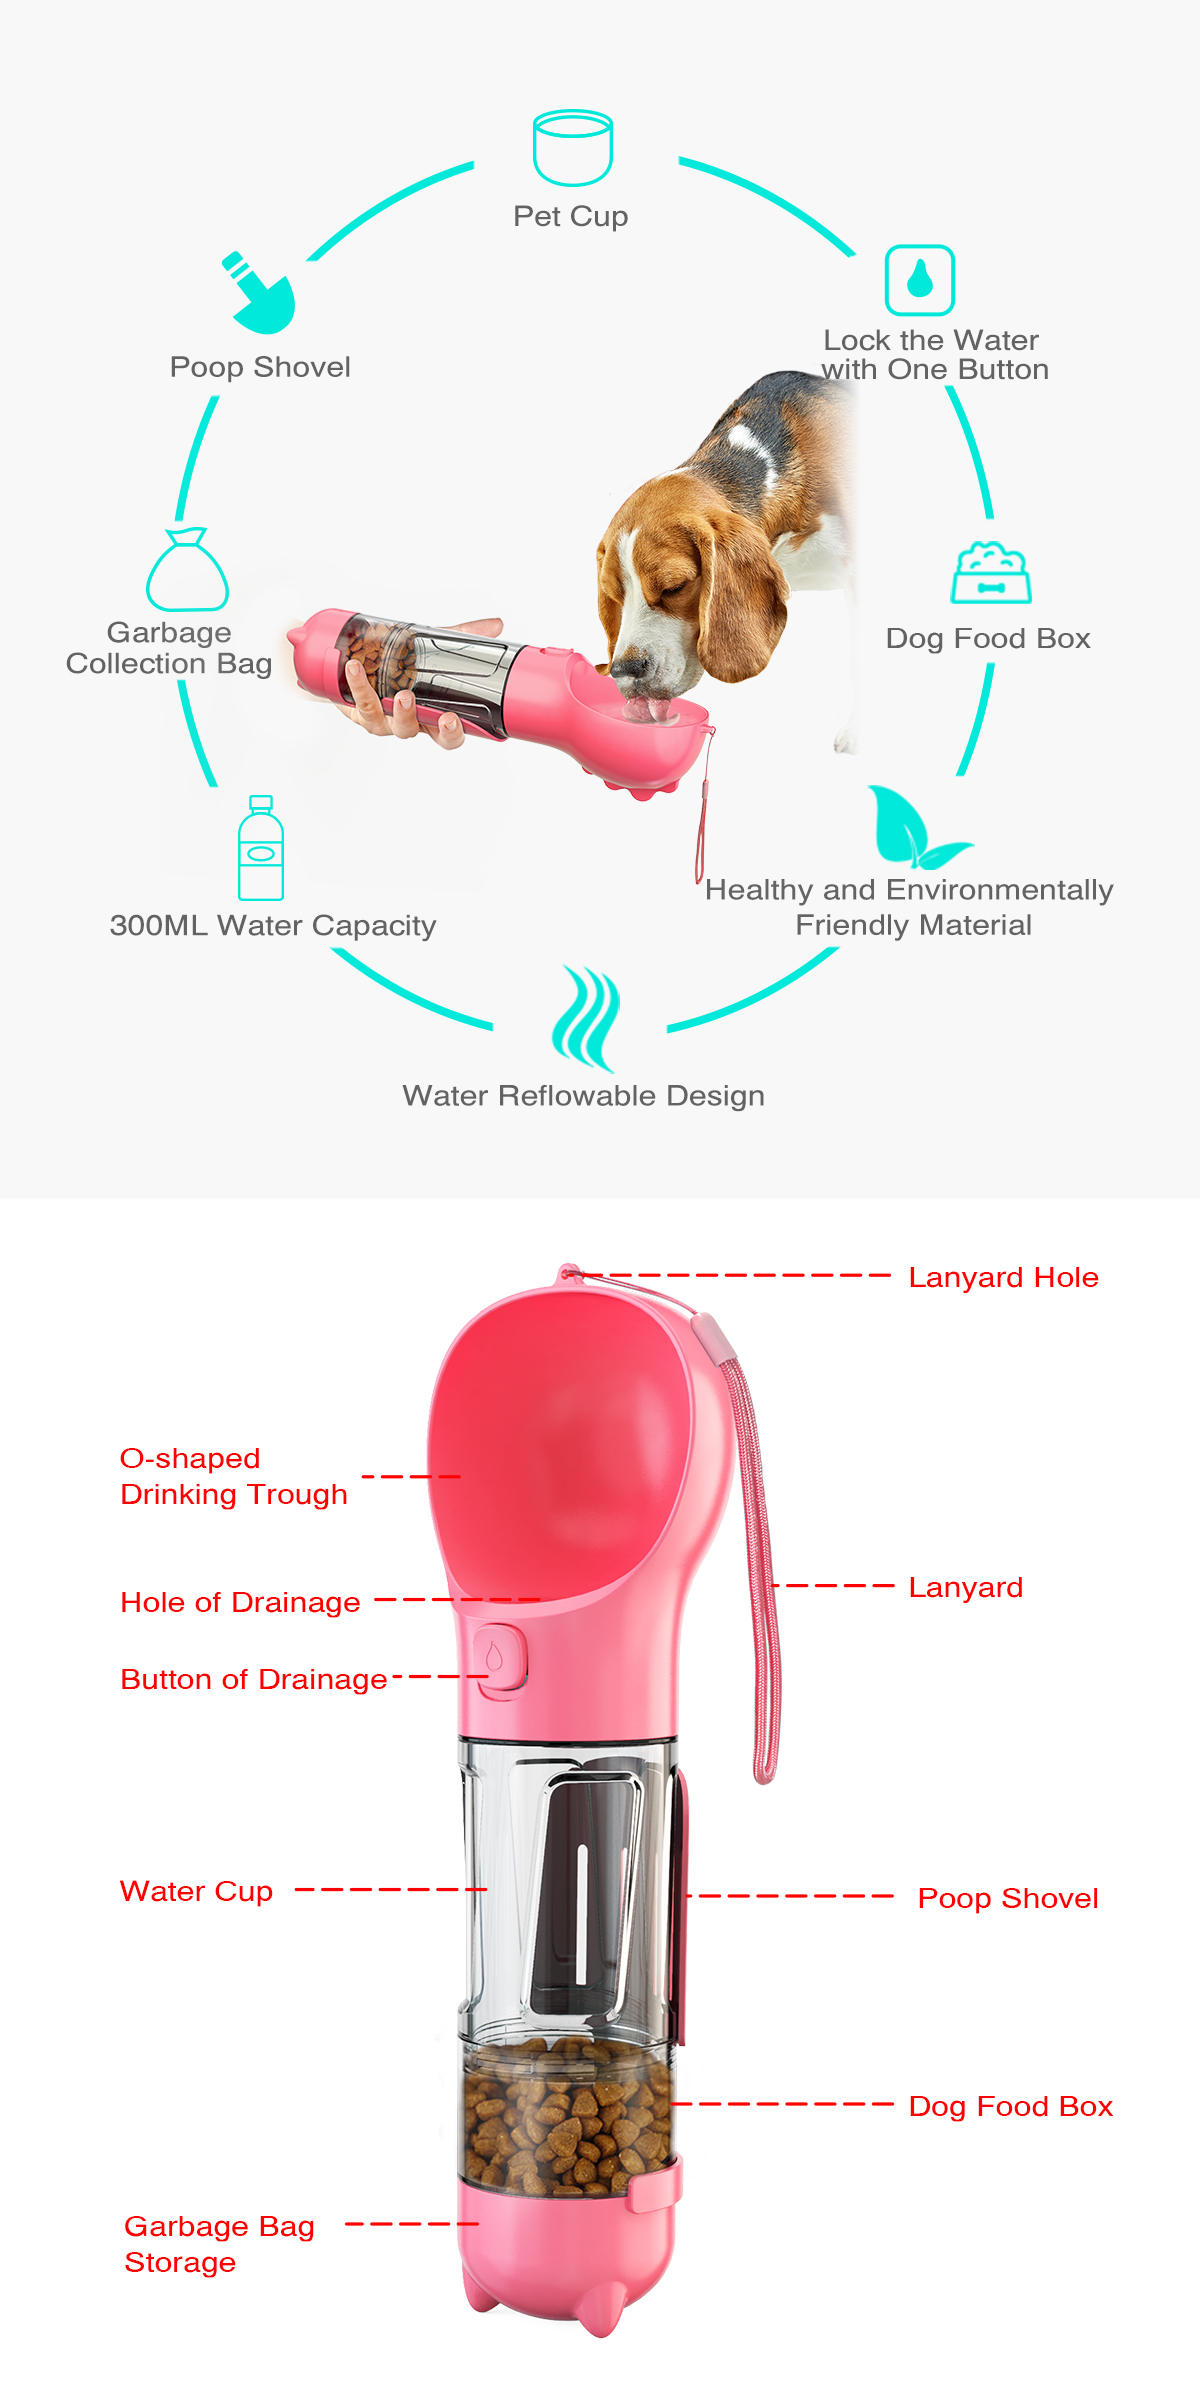 Pet Cup
Poop Shovel
Lock the Water
with One Button
Garbage
Collection Bag
Dog Food Box
300ML Water Capacity
Healthy and Environmentally
Friendly Material
Water Reflowable Design
Lanyard Hole
O-shaped
Drinking Trough
Hole of Drainage
Lanyard
Button of Drainage
Water Cup
Poop Shovel
Dog Food Box
Garbage Bag
Storage